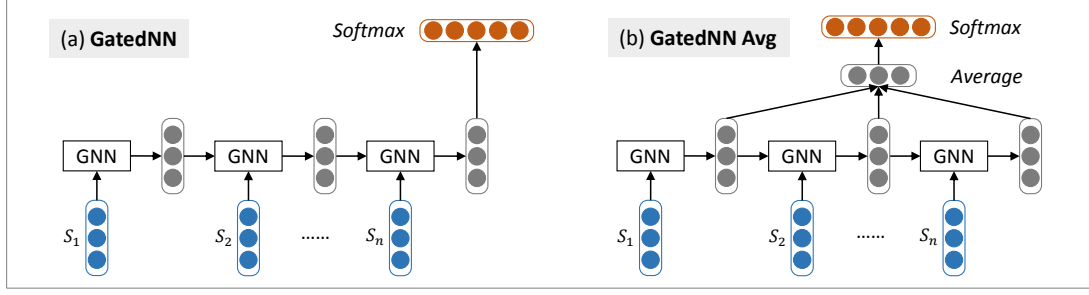 (a) GatedNN
Softmax
GNN
GNN
GNN
S1
S2
......
Sn
(b) GatedNN Avg
Softmax
Average
GNN
GNN
GNN
S1
S2
......
Sn